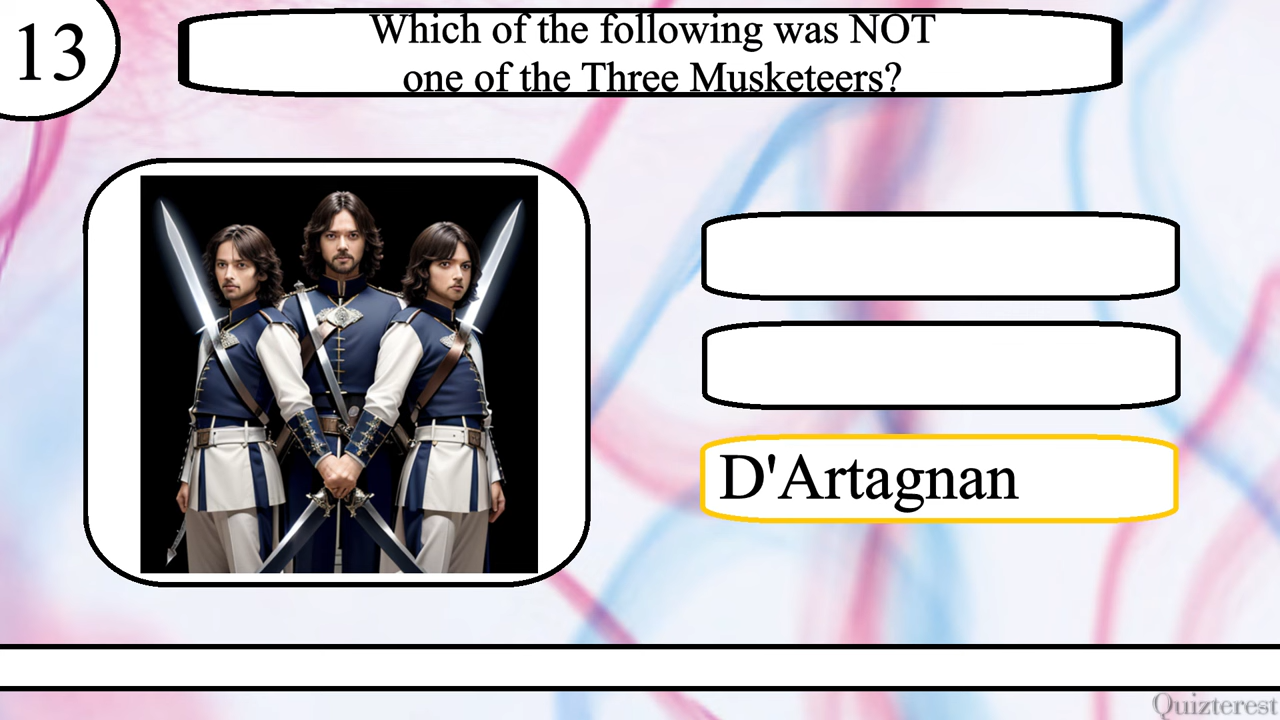 13
Which of the following was NOT
one of the Three Musketeers?
D'Artagnan
Quizterest